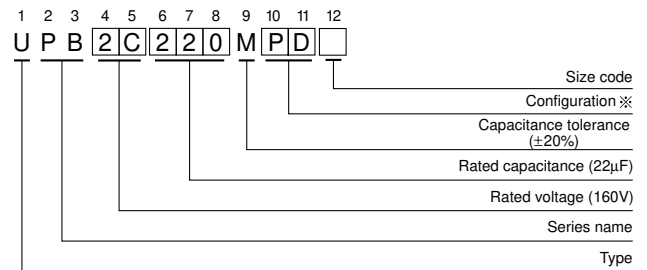 1 2 3 4 5 6 7 8 9 10 11 12
U P B 2 C 2 2 0 M P D
Size code
Configuration ※
Capacitance tolerance
(±20%)
Rated capacitance (22μF)
Rated voltage (160V)
Series name
Type